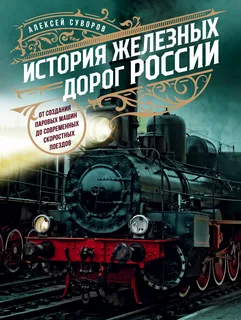 АЛЕКСЕЙ СУВОРОВ
ИСТОРИЯ ЖЕЛЕЗНЫХ
ДОРОГ РОССИИ
ОТ СОЗДАНИЯ
ПАРОВЫХ МАШИН
ДО СОВРЕМЕННЫХ
СКОРОСТНЫХ
ПОЕЗДОВ